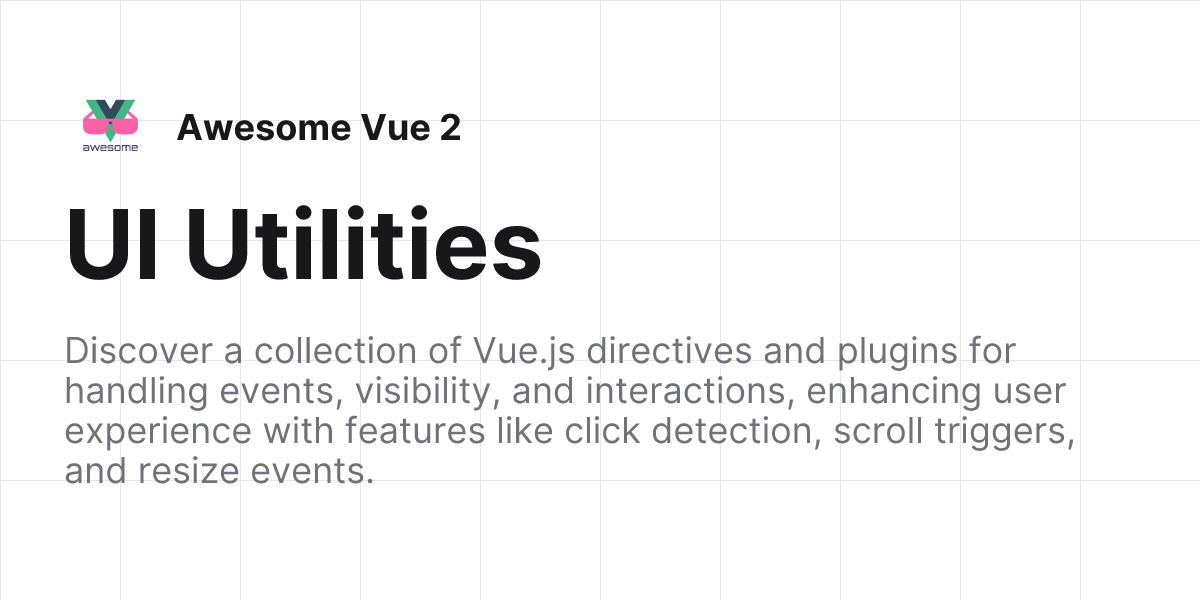 awesome
Awesome Vue 2
UI Utilities
Discover a collection of Vue.js directives and plugins for
handling events, visibility, and interactions, enhancing user
experience with features like click detection, scroll triggers,
and resize events.